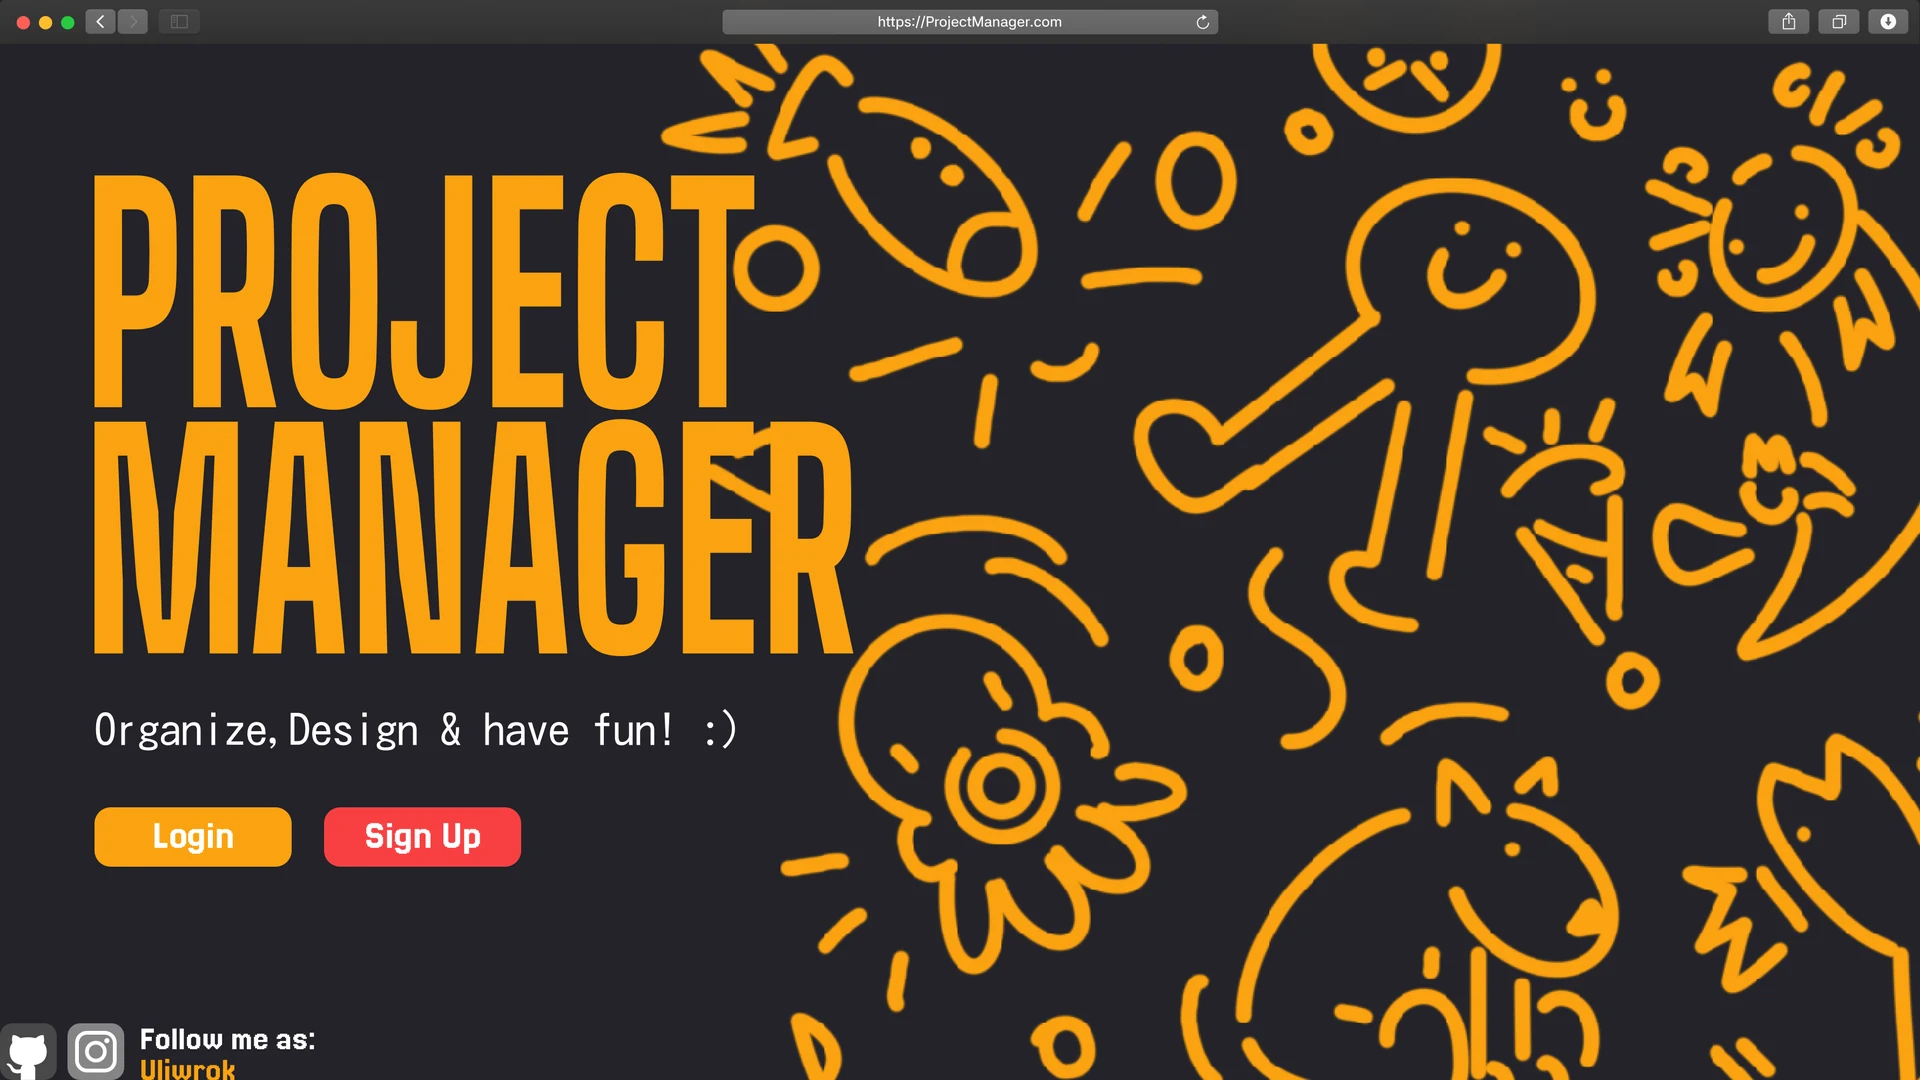 https://ProjectManager.com
PROJECT
MANAGER
Organize,Design & have fun! :)
Login
Sign Up
Follow me as:
Uliwrok